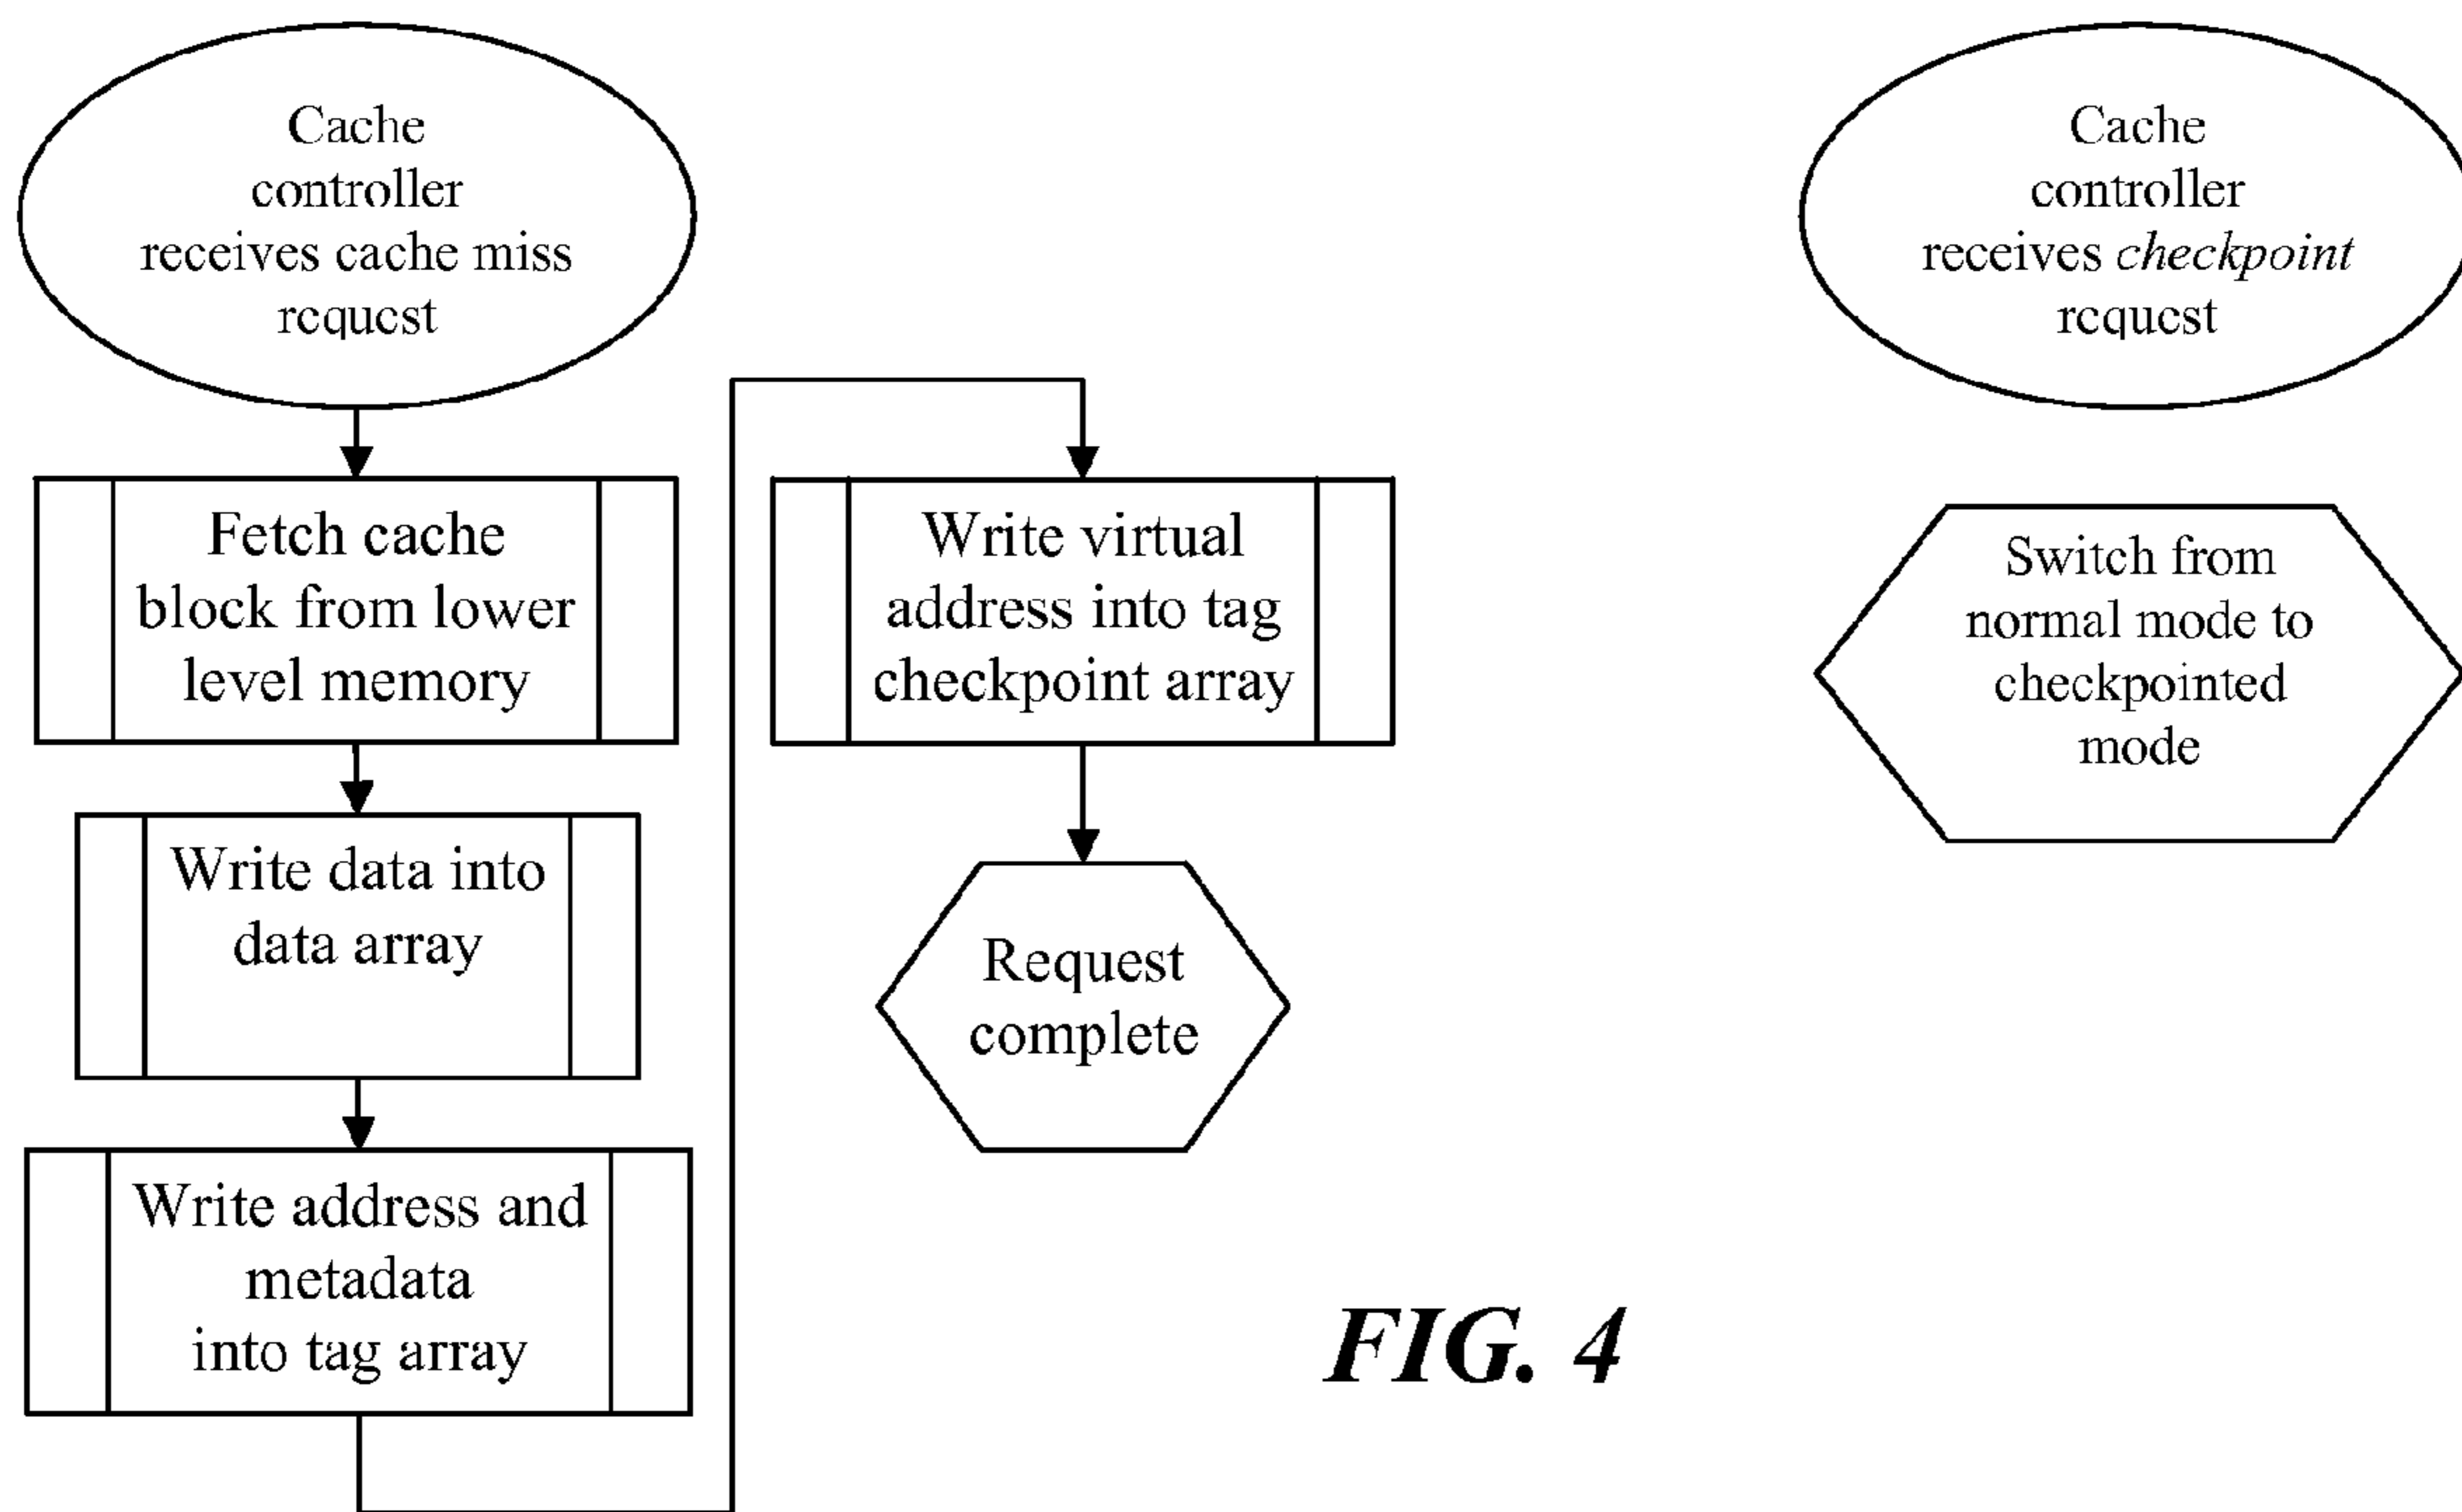 Cache
controller
receives cache miss
request
Fetch cache
block from lower
level memory
Write data into
data array
Write address and
metadata
into tag array
Write virtual
address into tag
checkpoint array
Request
complete
Cache
controller
receives checkpoint
request
Switch from
normal mode to
checkpointed
mode
FIG. 4